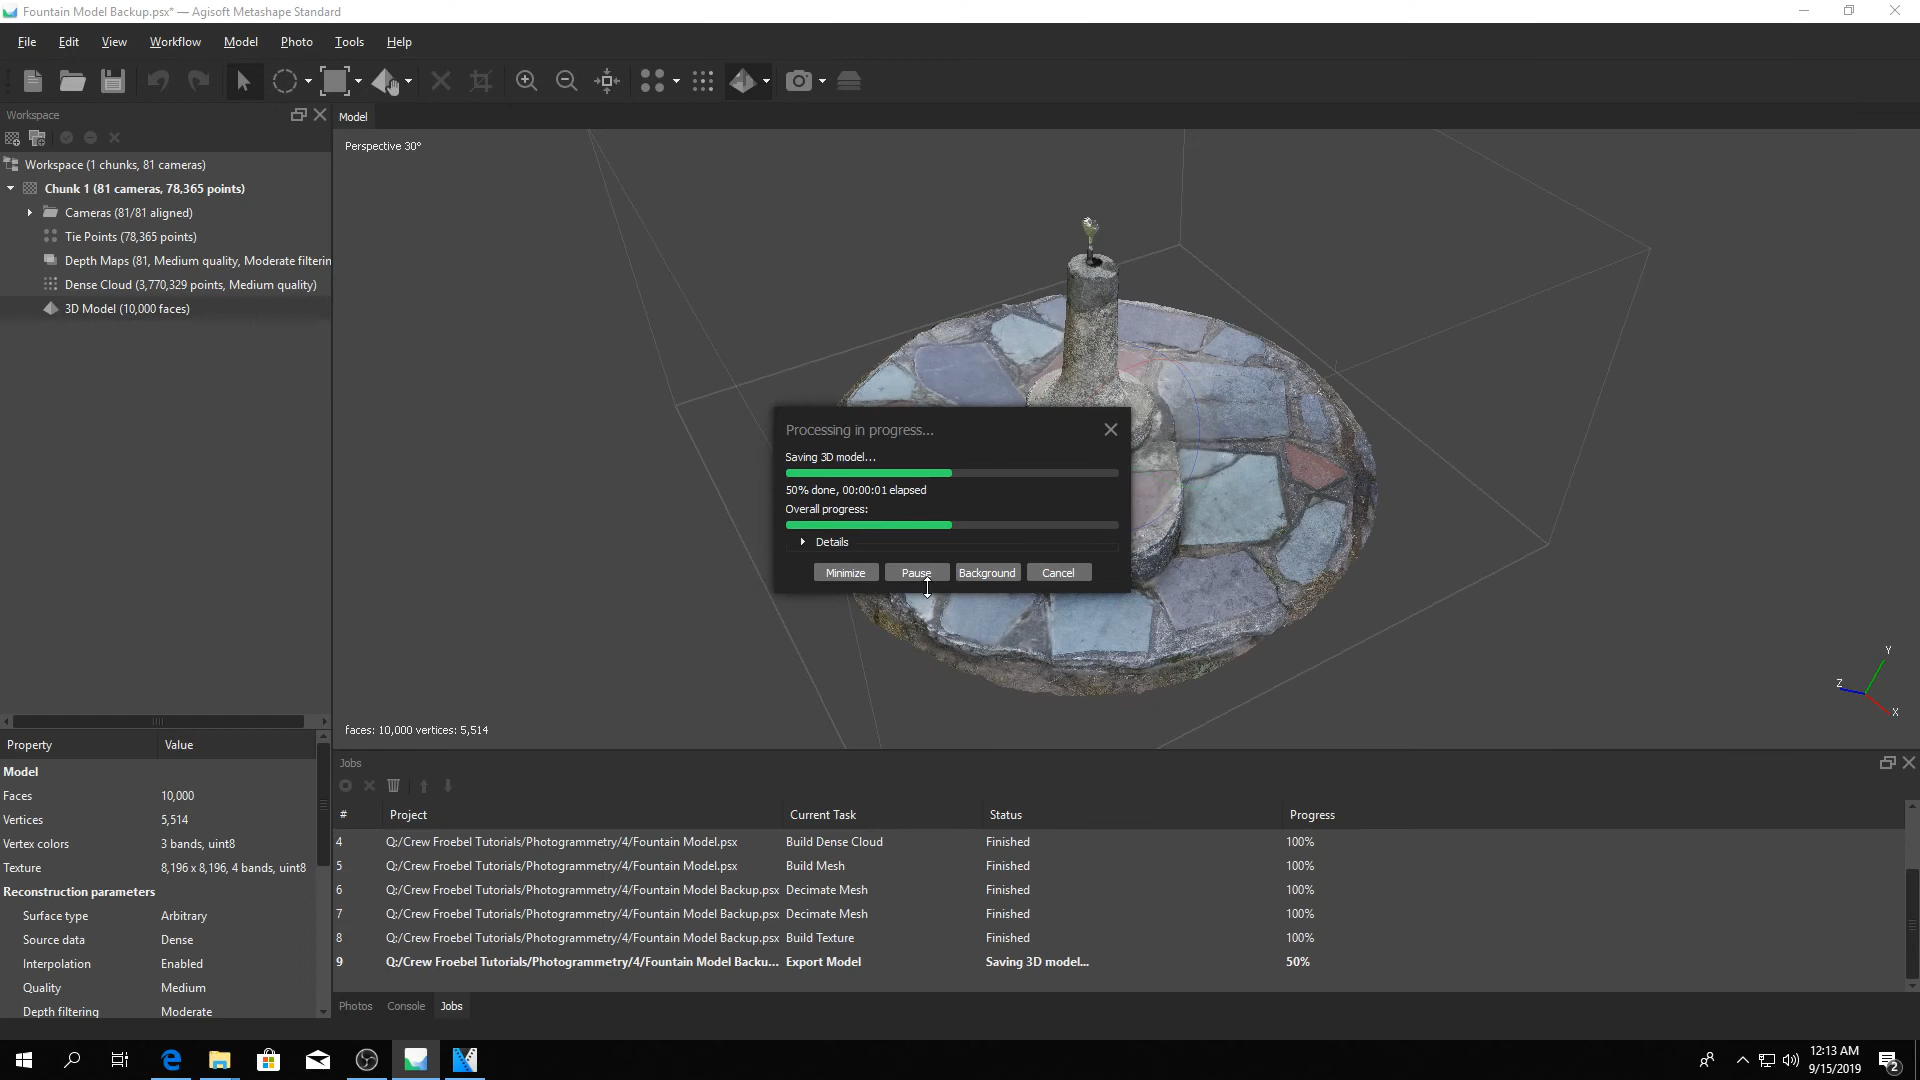 Fountain Model Backup.psx* — Agisoft Metashape Standard
File Edit View Workflow Model Photo Tools Help
Workspace
Model
Workspace (1 chunks, 81 cameras)
Chunk 1 (81 cameras, 78,365 points)
Cameras (81/81 aligned)
Tie Points (78,365 points)
Depth Maps (81, Medium quality, Moderate filterin
Dense Cloud (3,770,329 points, Medium quality)
3D Model (10,000 faces)
Perspective 30°
Processing in progress...
Saving 3D model...
50% done, 00:00:01 elapsed
Overall progress:
Details
Minimize Pause Background Cancel
Y
Z
X
faces: 10,000 vertices: 5,514
Property Value
Model
Faces 10,000
Vertices 5,514
Vertex colors 3 bands, uint8
Texture 8,196 x 8,196, 4 bands, uint8
Reconstruction parameters
Surface type Arbitrary
Source data Dense
Interpolation Enabled
Quality Medium
Depth filtering Moderate
Jobs
# Project Current Task Status Progress
4 Q:/Crew Froebel Tutorials/Photogrammetry/4/Fountain Model.psx Build Dense Cloud Finished 100%
5 Q:/Crew Froebel Tutorials/Photogrammetry/4/Fountain Model.psx Build Mesh Finished 100%
6 Q:/Crew Froebel Tutorials/Photogrammetry/4/Fountain Model Backup.psx Decimate Mesh Finished 100%
7 Q:/Crew Froebel Tutorials/Photogrammetry/4/Fountain Model Backup.psx Decimate Mesh Finished 100%
8 Q:/Crew Froebel Tutorials/Photogrammetry/4/Fountain Model Backup.psx Build Texture Finished 100%
9 Q:/Crew Froebel Tutorials/Photogrammetry/4/Fountain Model Backu... Export Model Saving 3D model... 50%
Photos Console Jobs
12:13 AM
9/15/2019
2